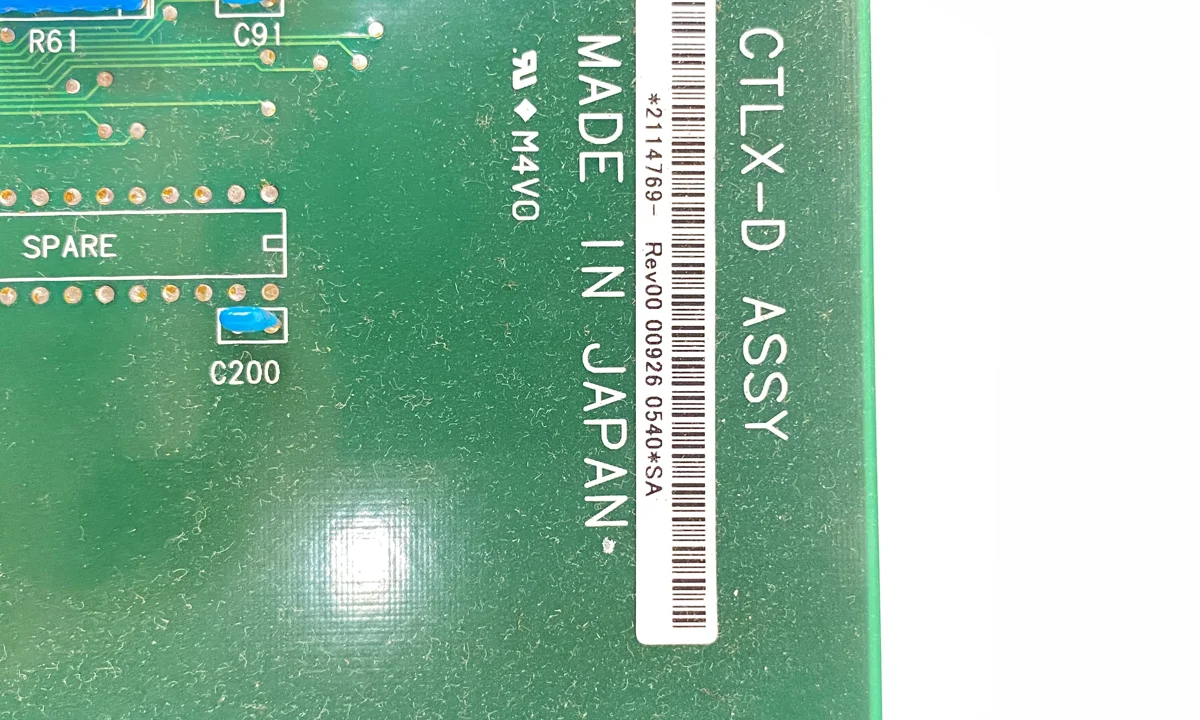 R61
C91
SPARE
C200
M4V0
MADE IN JAPAN
*2114769- Rev00 00926 0540*SA
CTLX-D ASSY